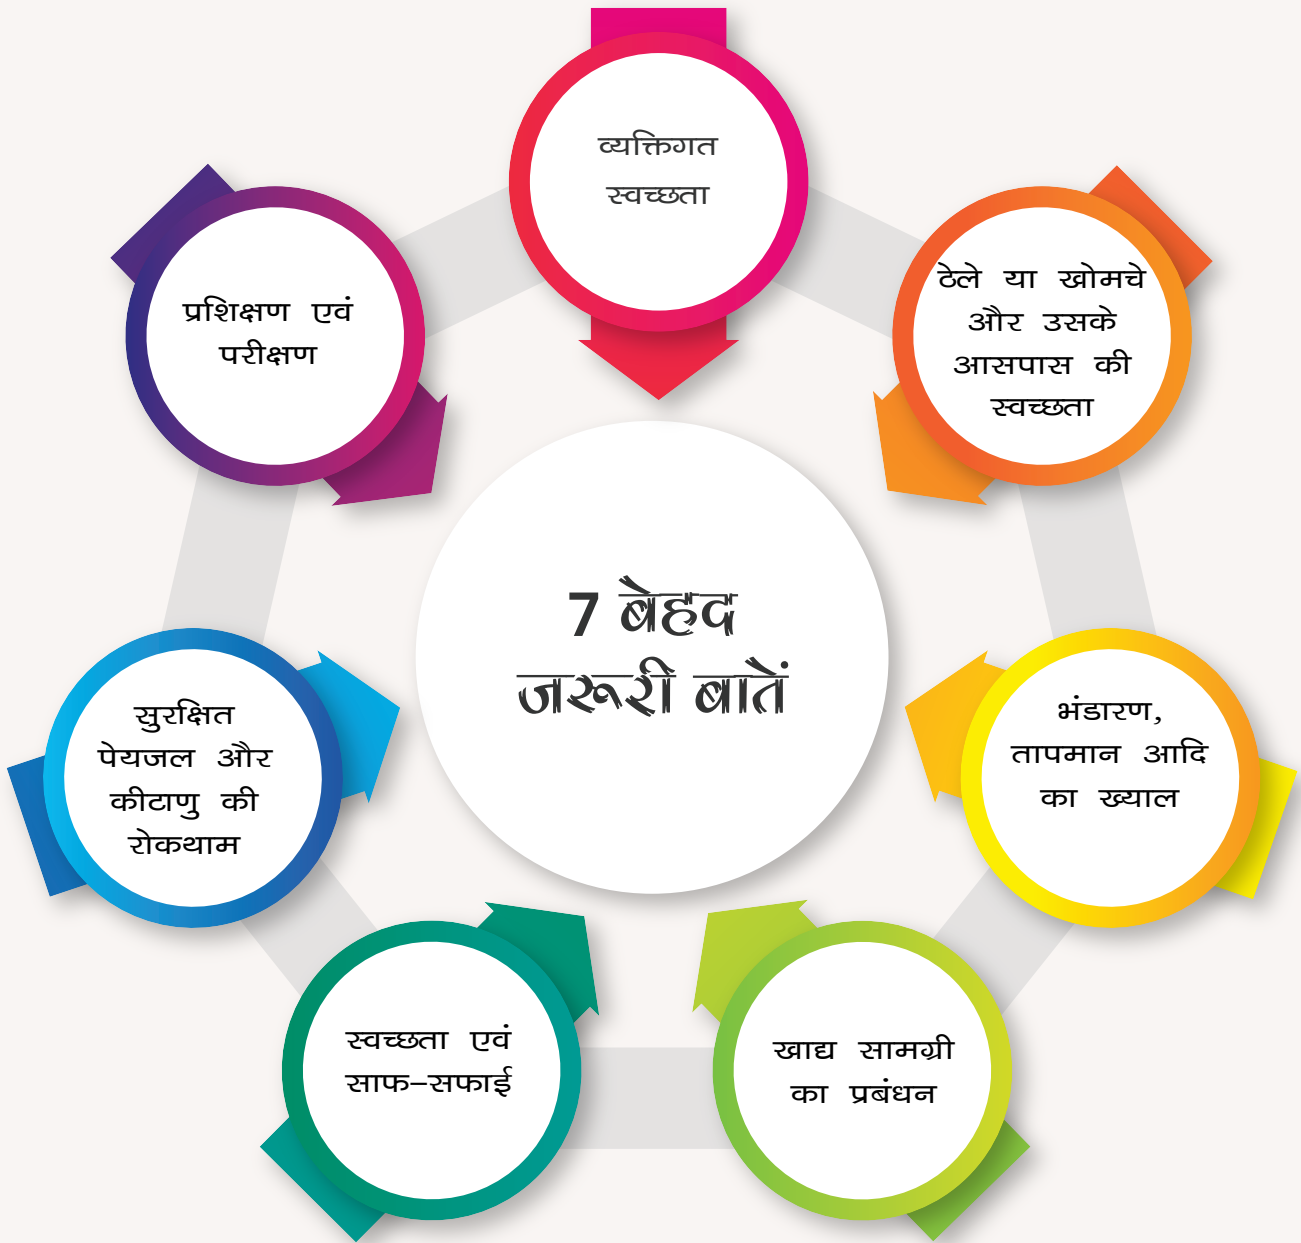 व्यक्तिगत
स्वच्छता
ठेले या खोमचे
और उसके
आसपास की
स्वच्छता
भंडारण,
तापमान आदि
का ख्याल
खाद्य सामग्री
का प्रबंधन
स्वच्छता एवं
साफ-सफाई
सुरक्षित
पेयजल और
कीटाणु की
रोकथाम
प्रशिक्षण एवं
परीक्षण
7 बेहद
जरूरी बातें